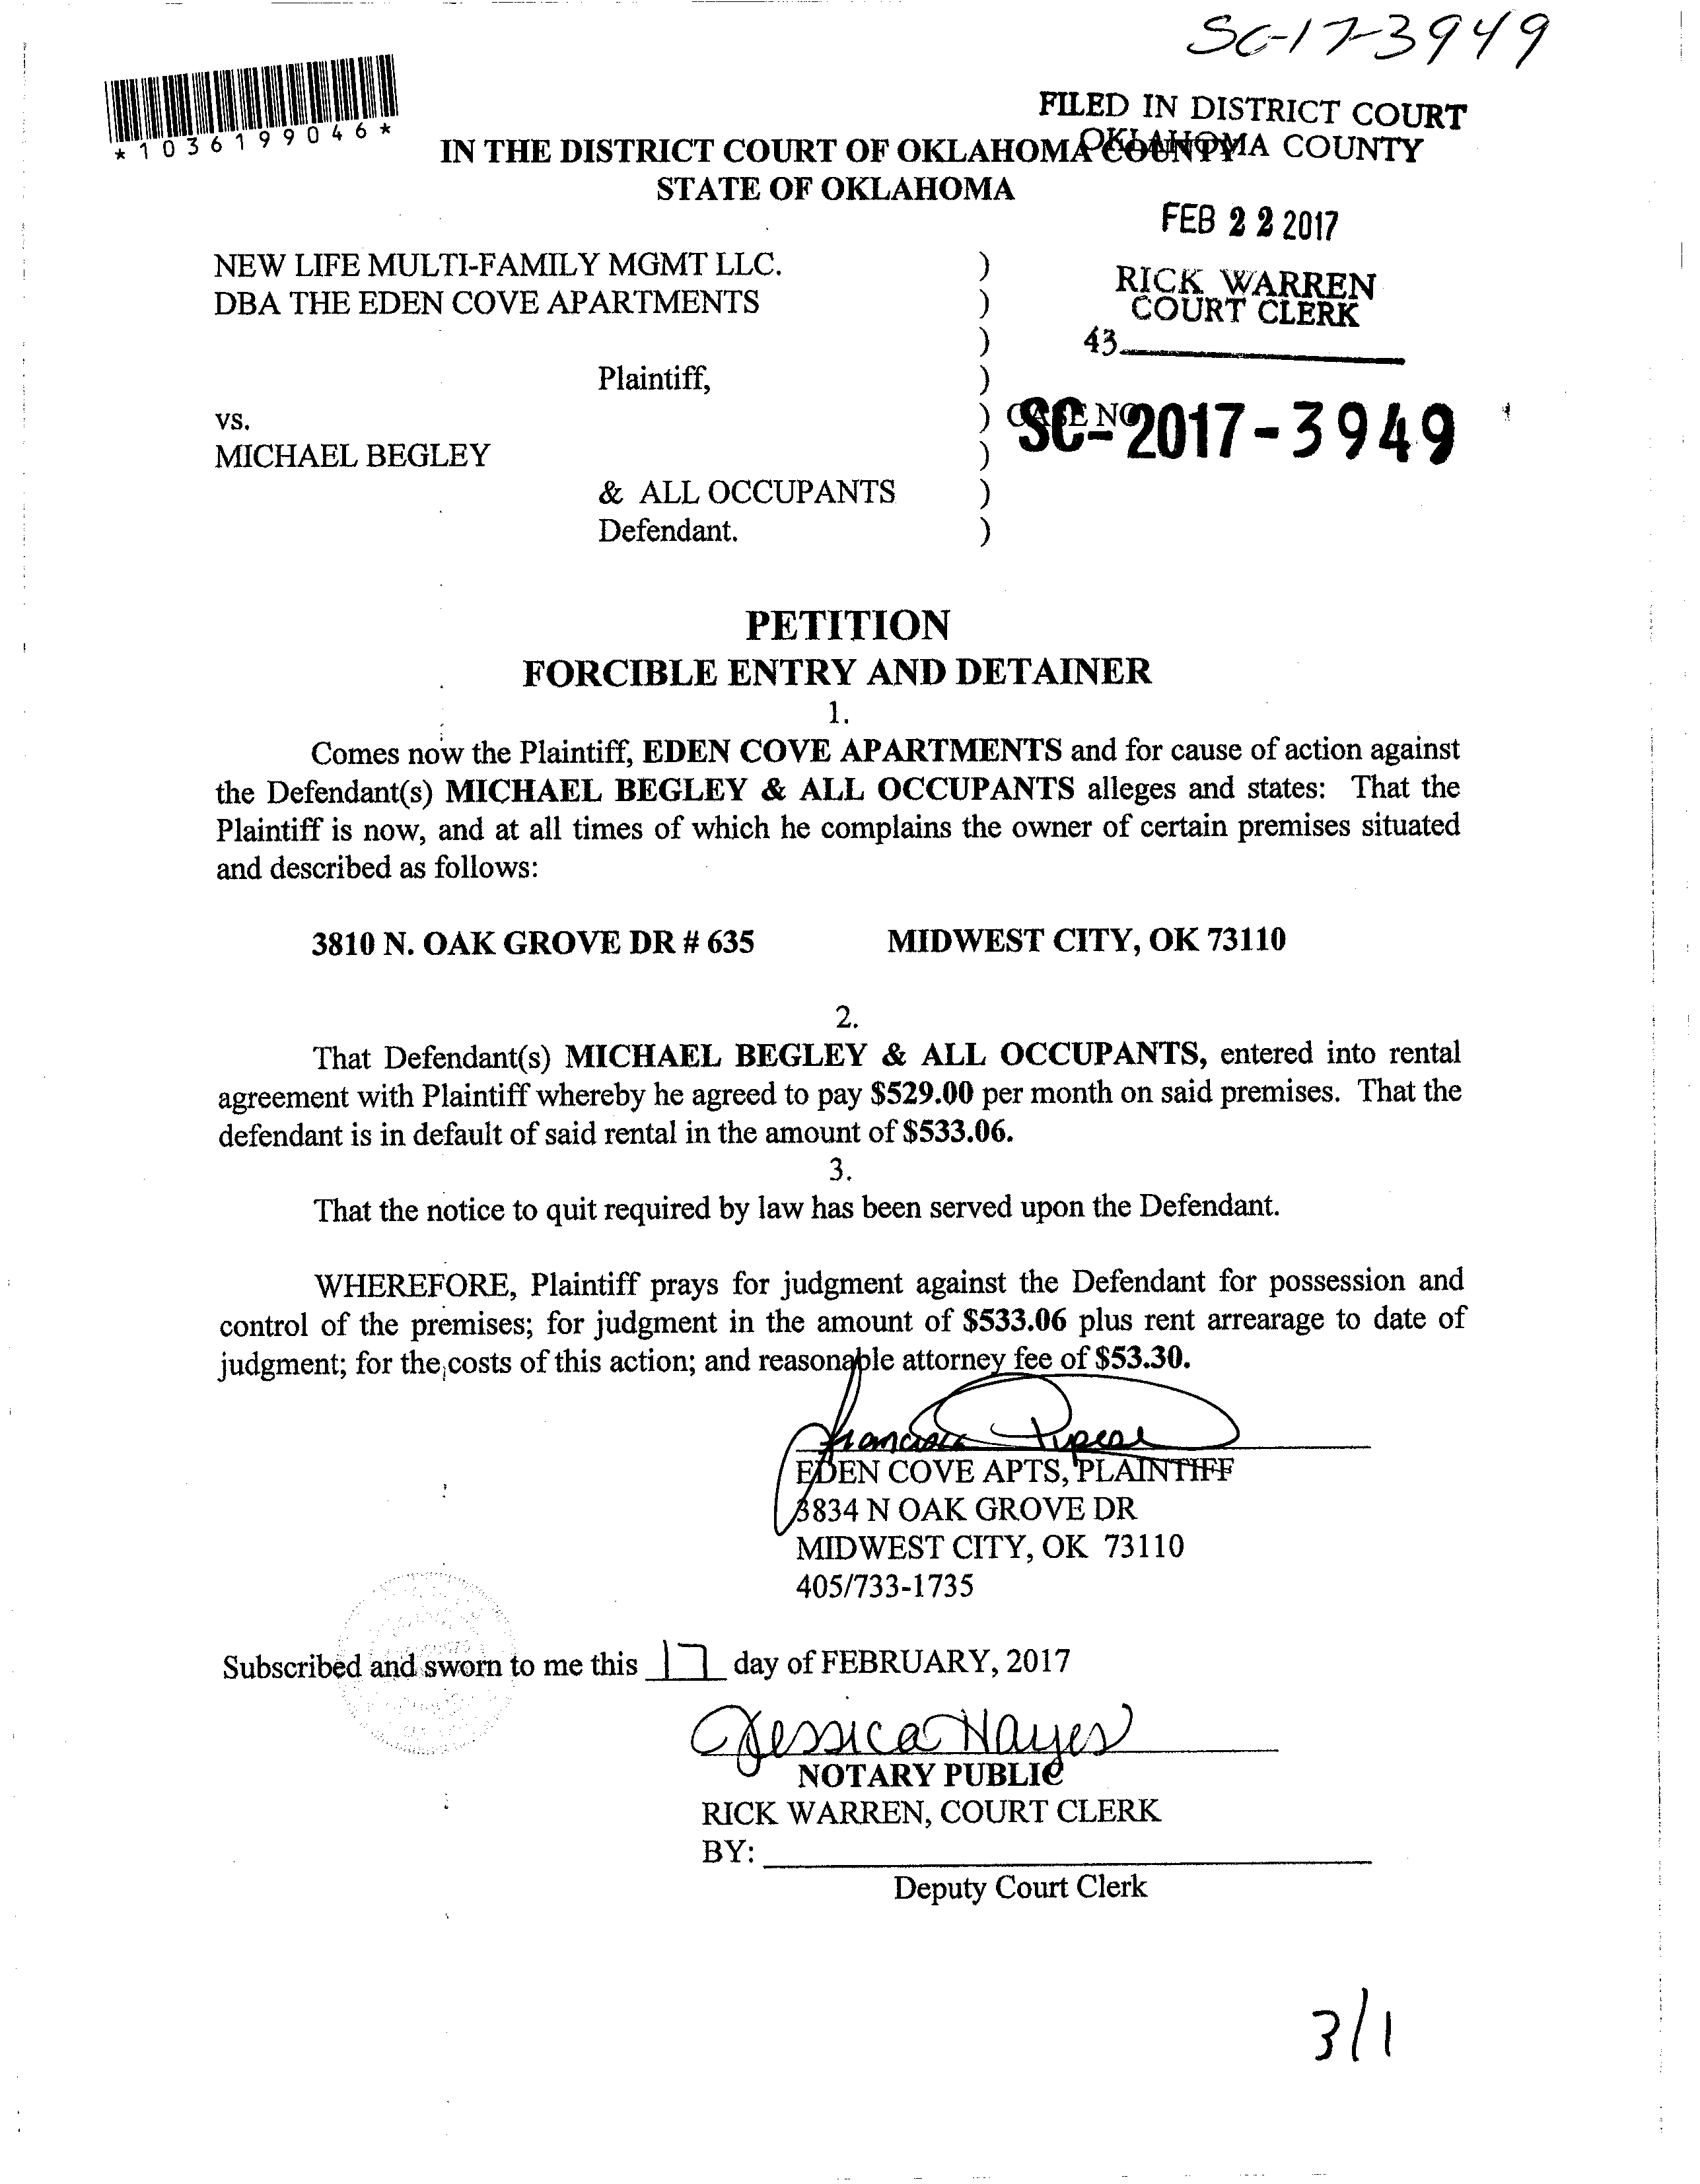 SC-17-3949
*1036199046*
FILED IN DISTRICT COURT
OKLAHOMA COUNTY
IN THE DISTRICT COURT OF OKLAHOMA COUNTY
STATE OF OKLAHOMA
FEB 22 2017
NEW LIFE MULTI-FAMILY MGMT LLC. )
DBA THE EDEN COVE APARTMENTS )
RICK WARREN
COURT CLERK
)
43
Plaintiff, )
vs. ) CASE NO
SC-2017-3949
MICHAEL BEGLEY )
& ALL OCCUPANTS )
Defendant. )
PETITION
FORCIBLE ENTRY AND DETAINER
1.
Comes now the Plaintiff, EDEN COVE APARTMENTS and for cause of action against
the Defendant(s) MICHAEL BEGLEY & ALL OCCUPANTS alleges and states: That the
Plaintiff is now, and at all times of which he complains the owner of certain premises situated
and described as follows:
3810 N. OAK GROVE DR # 635 MIDWEST CITY, OK 73110
2.
That Defendant(s) MICHAEL BEGLEY & ALL OCCUPANTS, entered into rental
agreement with Plaintiff whereby he agreed to pay $529.00 per month on said premises. That the
defendant is in default of said rental in the amount of $533.06.
3.
That the notice to quit required by law has been served upon the Defendant.
WHEREFORE, Plaintiff prays for judgment against the Defendant for possession and
control of the premises; for judgment in the amount of $533.06 plus rent arrearage to date of
judgment; for the costs of this action; and reasonable attorney fee of $53.30.
EDEN COVE APTS, PLAINTIFF
3834 N OAK GROVE DR
MIDWEST CITY, OK 73110
405/733-1735
Subscribed and sworn to me this 17 day of FEBRUARY, 2017
Jessica Hayes
NOTARY PUBLIC
RICK WARREN, COURT CLERK
BY:
Deputy Court Clerk
3/1